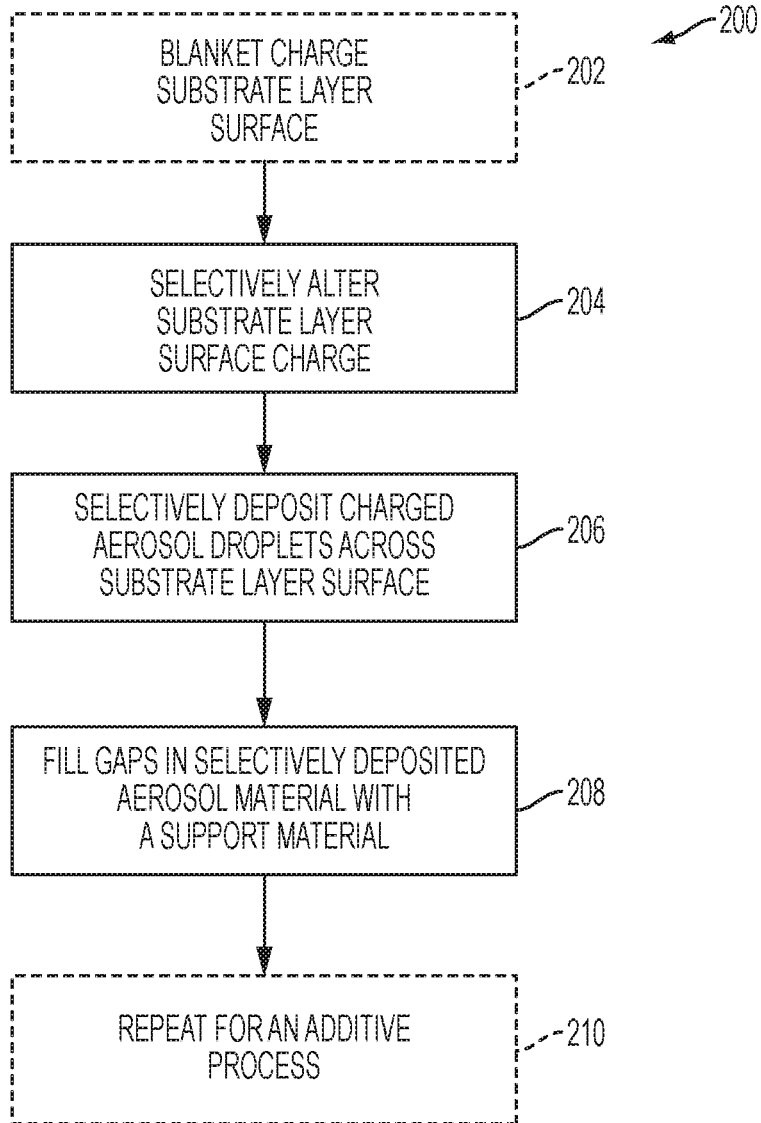 200
BLANKET CHARGE
SUBSTRATE LAYER
SURFACE
202
SELECTIVELY ALTER
SUBSTRATE LAYER
SURFACE CHARGE
204
SELECTIVELY DEPOSIT CHARGED
AEROSOL DROPLETS ACROSS
SUBSTRATE LAYER SURFACE
206
FILL GAPS IN SELECTIVELY DEPOSITED
AEROSOL MATERIAL WITH
A SUPPORT MATERIAL
208
REPEAT FOR AN ADDITIVE
PROCESS
210